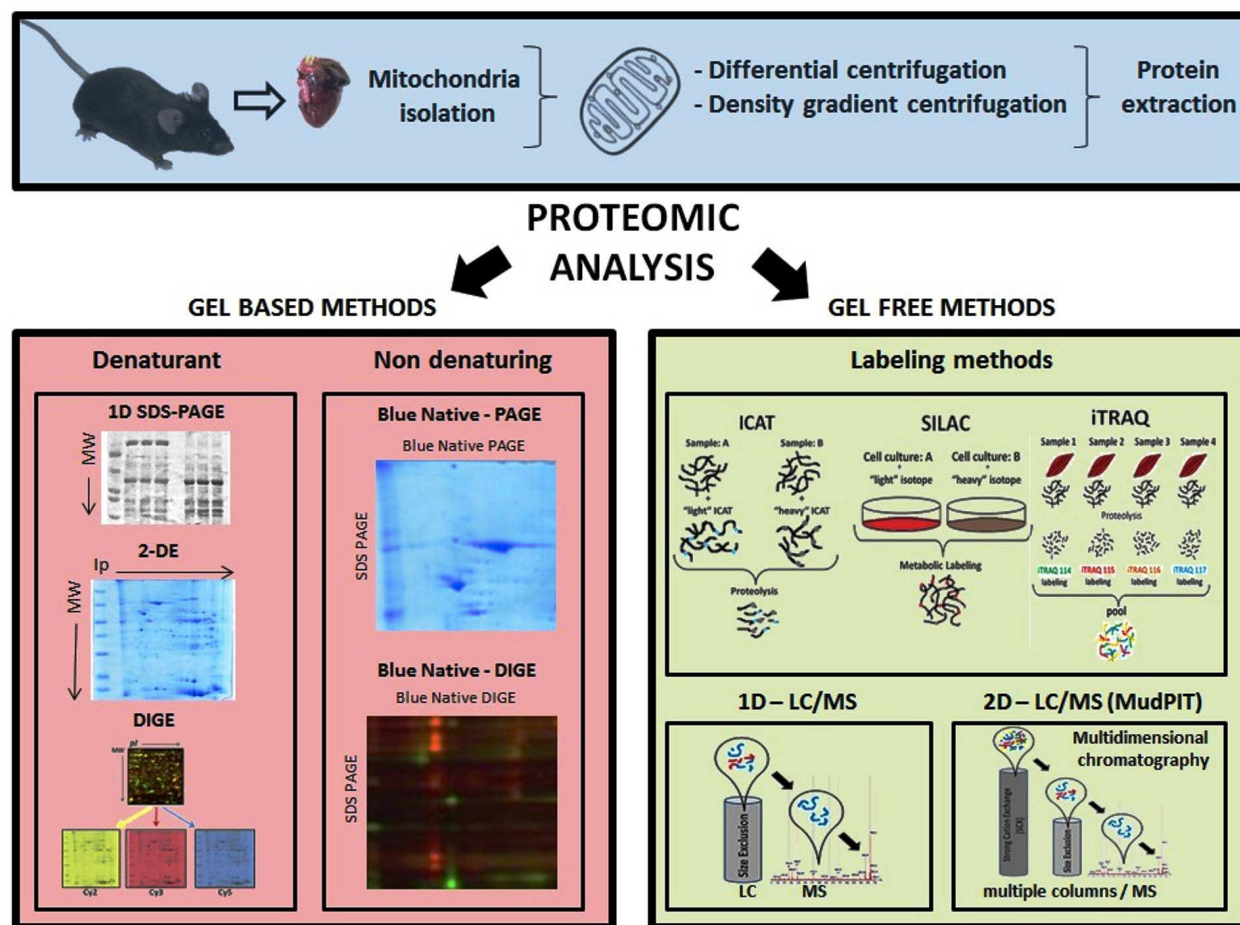 Mitochondria
isolation
- Differential centrifugation
- Density gradient centrifugation
Protein
extraction
PROTEOMIC
ANALYSIS
GEL BASED METHODS
GEL FREE METHODS
Denaturant
Non denaturing
1D SDS-PAGE
MW
2-DE
Ip
MW
DIGE
pI
MW
Cy2
Cy3
Cy5
Blue Native - PAGE
Blue Native PAGE
SDS PAGE
Blue Native - DIGE
Blue Native DIGE
SDS PAGE
Labeling methods
ICAT
Sample: A
+
"light" ICAT
Sample: B
+
"heavy" ICAT
Proteolysis
SILAC
Cell culture: A
+
"light" isotope
Cell culture: B
+
"heavy" isotope
Metabolic Labeling
iTRAQ
Sample 1 Sample 2 Sample 3 Sample 4
Proteolysis
iTRAQ 114 iTRAQ 115 iTRAQ 116 iTRAQ 117
labeling labeling labeling labeling
pool
1D – LC/MS
Size Exclusion
LC
MS
2D – LC/MS (MudPIT)
Multidimensional
chromatography
Strong Cation Exchange
(SCX)
Size Exclusion
multiple columns / MS